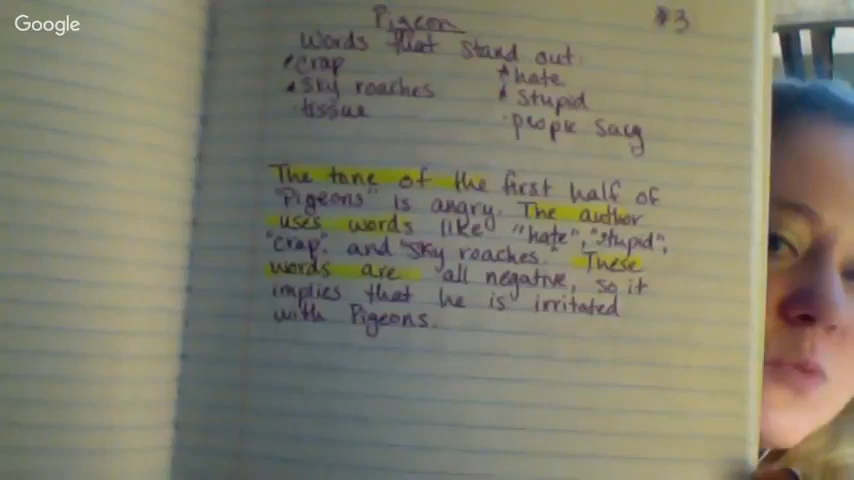 Google
Pigeon
#3
Words that stand out:
crap
hate
sky roaches
stupid
tissue
people say
The tone of the first half of
"Pigeons" is angry. The author
uses words like "hate", "stupid",
"crap", and "sky roaches." These
words are all negative, so it
implies that he is irritated
with Pigeons.